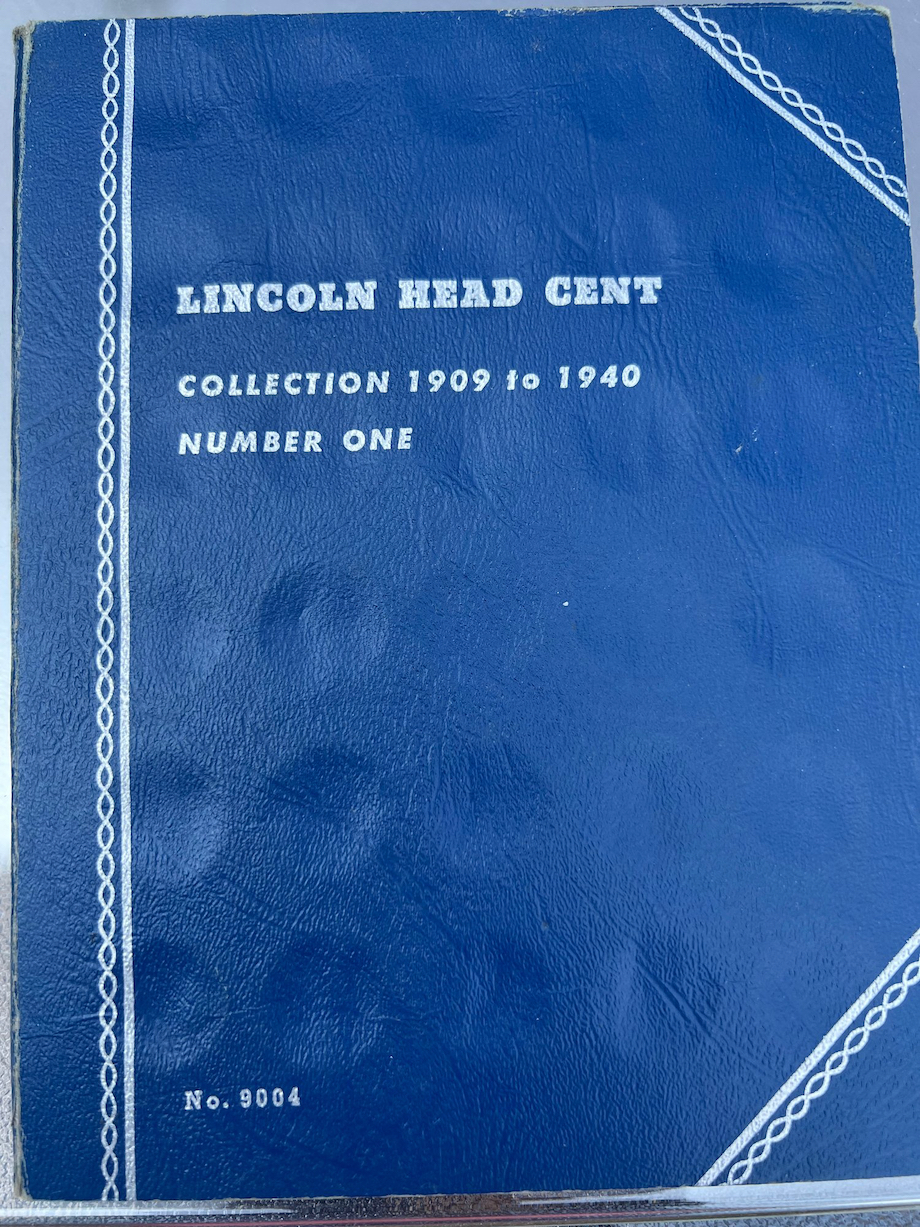 LINCOLN HEAD CENT
COLLECTION 1909 to 1940
NUMBER ONE
No. 9004